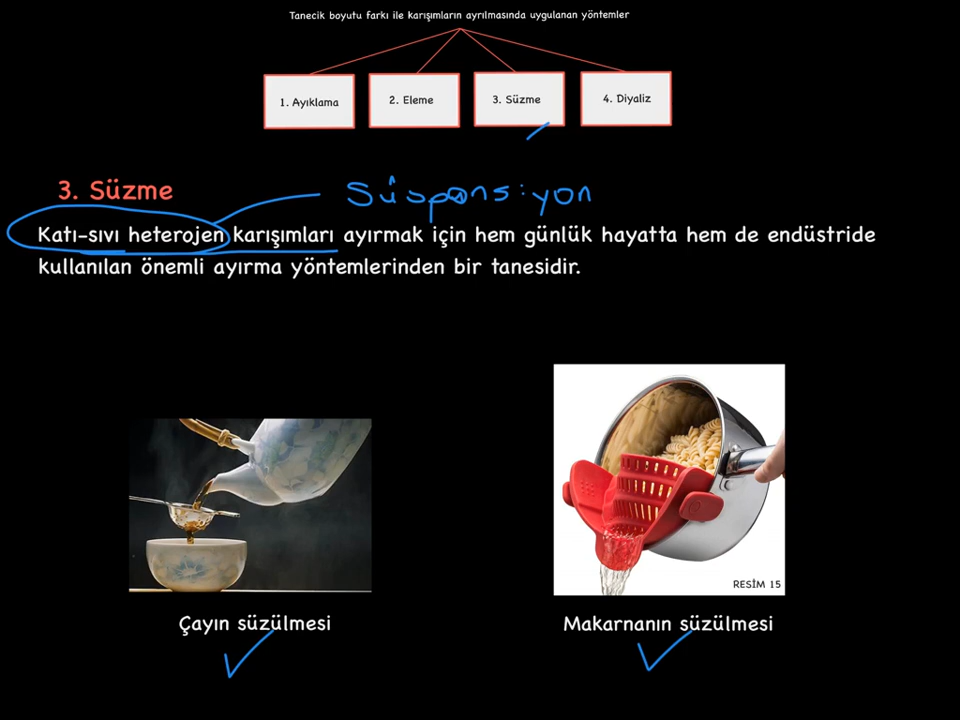 Tanecik boyutu farkı ile karışımların ayrılmasında uygulanan yöntemler
1. Ayıklama
2. Eleme
3. Süzme
4. Diyaliz
3. Süzme
Süspansiyon
Katı-sıvı heterojen karışımları ayırmak için hem günlük hayatta hem de endüstride
kullanılan önemli ayırma yöntemlerinden bir tanesidir.
RESİM 15
Çayın süzülmesi
Makarnanın süzülmesi